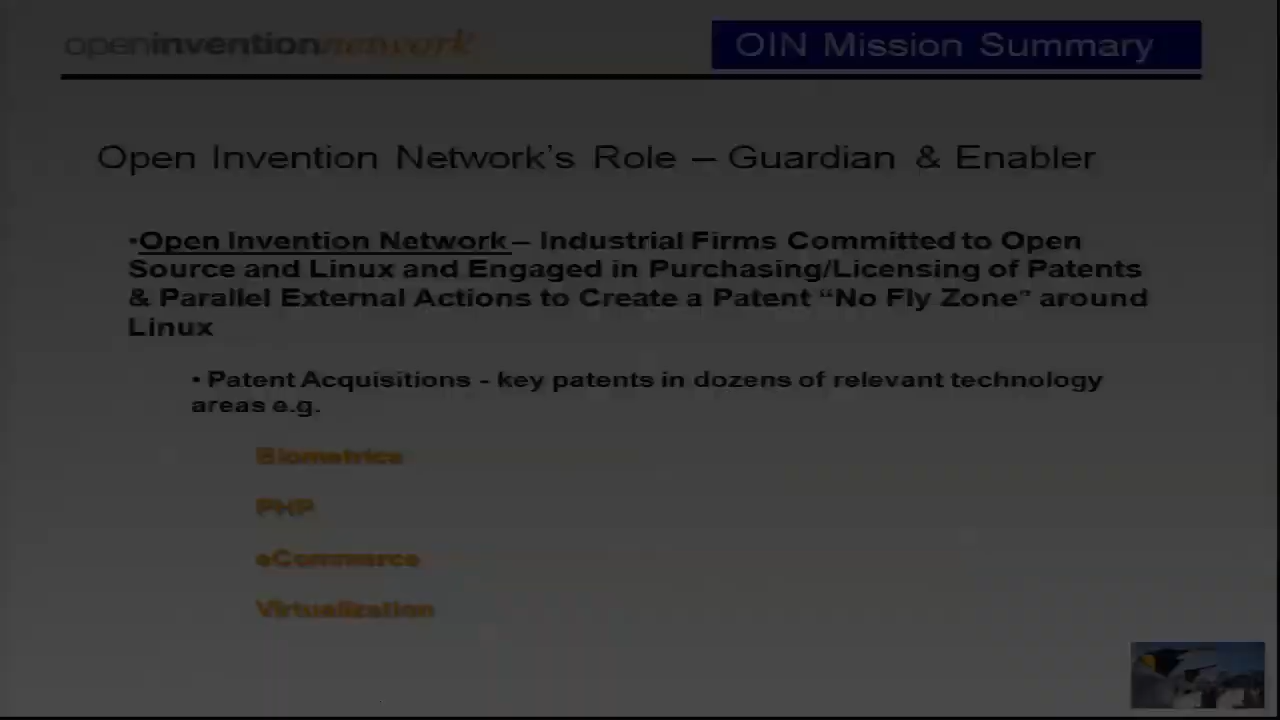 openinventionnetwork
OIN Mission Summary
Open Invention Network's Role – Guardian & Enabler
•Open Invention Network – Industrial Firms Committed to Open
Source and Linux and Engaged in Purchasing/Licensing of Patents
& Parallel External Actions to Create a Patent “No Fly Zone” around
Linux
• Patent Acquisitions - key patents in dozens of relevant technology
areas e.g.
Biometrics
PHP
eCommerce
Virtualization